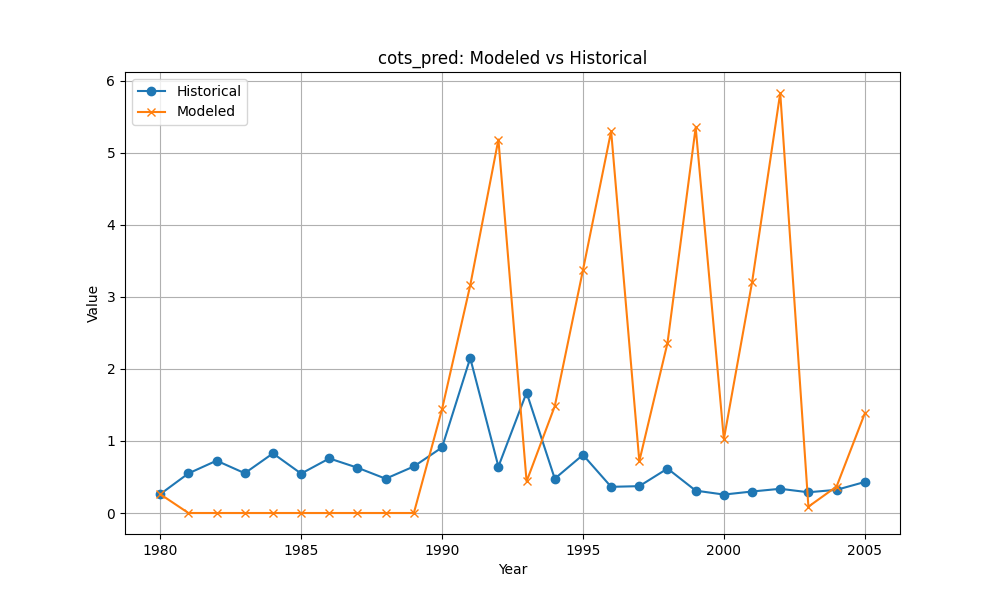 cots_pred: Modeled vs Historical
Historical
Modeled
6
5
4
3
2
1
0
Value
1980
1985
1990
1995
2000
2005
Year